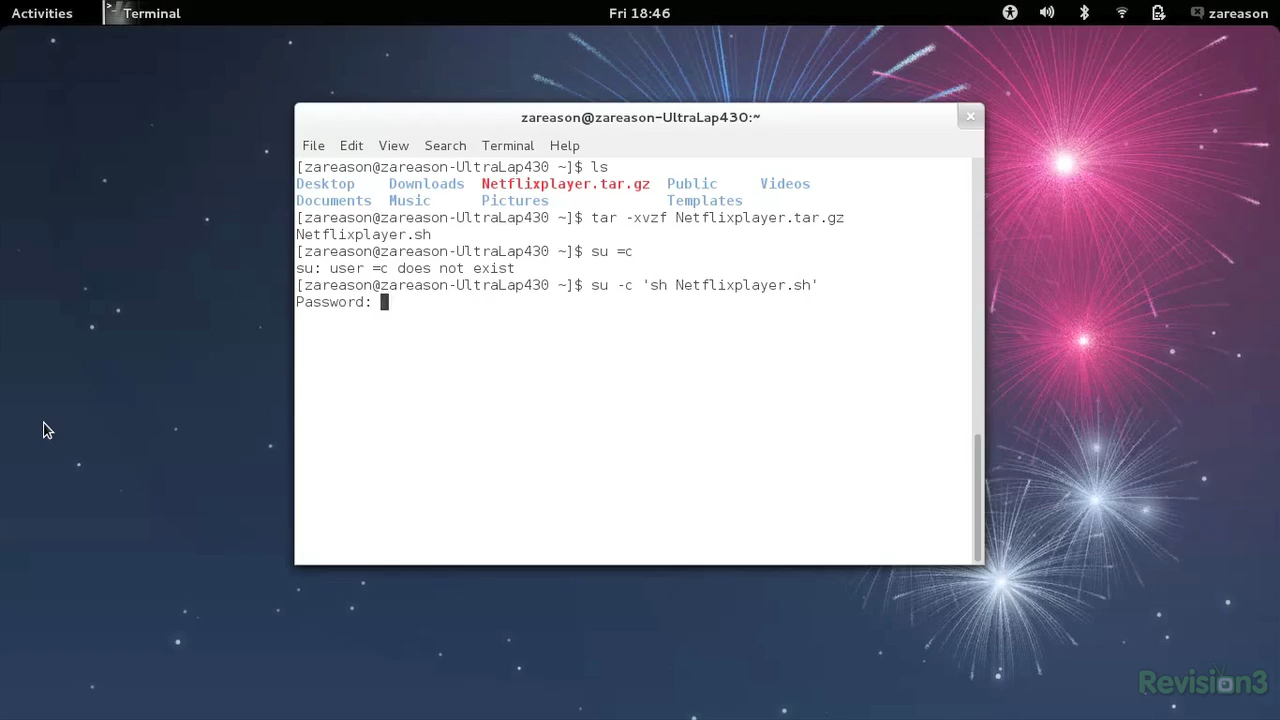 Activities Terminal Fri 18:46 zareason
zareason@zareason-UltraLap430:~
File Edit View Search Terminal Help
[zareason@zareason-UltraLap430 ~]$ ls
Desktop Downloads Netflixplayer.tar.gz Public Videos
Documents Music Pictures Templates
[zareason@zareason-UltraLap430 ~]$ tar -xvzf Netflixplayer.tar.gz
Netflixplayer.sh
[zareason@zareason-UltraLap430 ~]$ su =c
su: user =c does not exist
[zareason@zareason-UltraLap430 ~]$ su -c 'sh Netflixplayer.sh'
Password:
Revision3